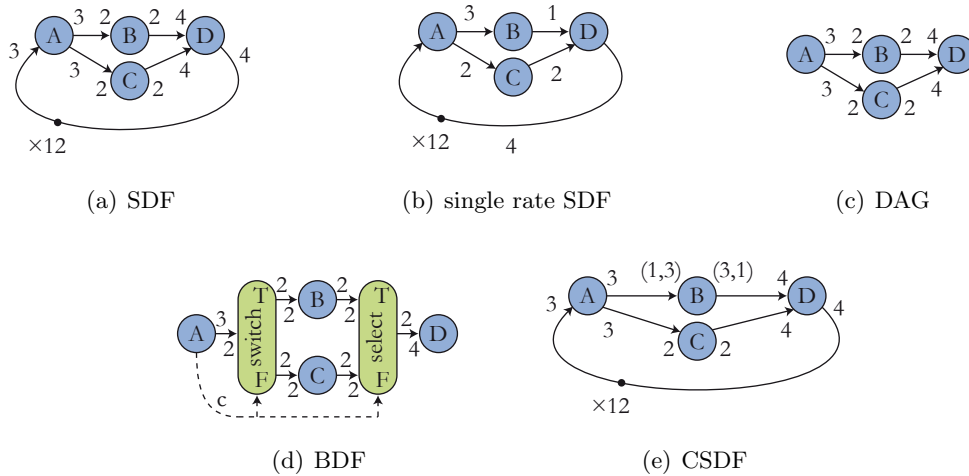 3 A 3 2 B 2 4 D 4
3 2 C 2 4
×12
(a) SDF
A 3 B 1 D
2 C 2
×12 4
(b) single rate SDF
A 3 2 B 2 4 D
3 2 C 2 4
(c) DAG
A 3 2 switch T F
2 2 B 2 2
2 2 C 2 2
select T F 2 4 D
c
(d) BDF
3 A 3 (1,3) B (3,1) 4 D 4
3 2 C 2 4
×12
(e) CSDF